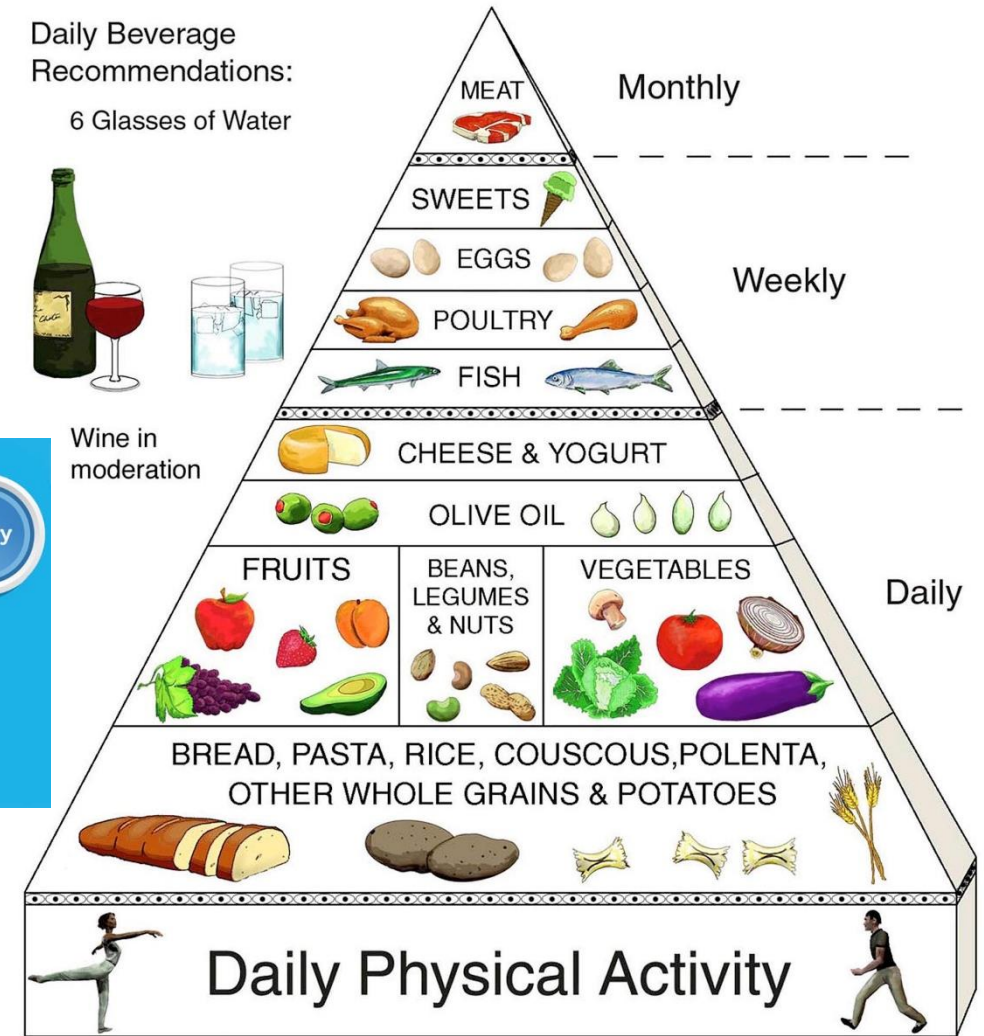 Daily Beverage
Recommendations:
6 Glasses of Water
Wine in
moderation
MEAT
Monthly
SWEETS
EGGS
POULTRY
FISH
Weekly
CHEESE & YOGURT
OLIVE OIL
FRUITS
BEANS,
LEGUMES
& NUTS
VEGETABLES
Daily
BREAD, PASTA, RICE, COUSCOUS,POLENTA,
OTHER WHOLE GRAINS & POTATOES
Daily Physical Activity